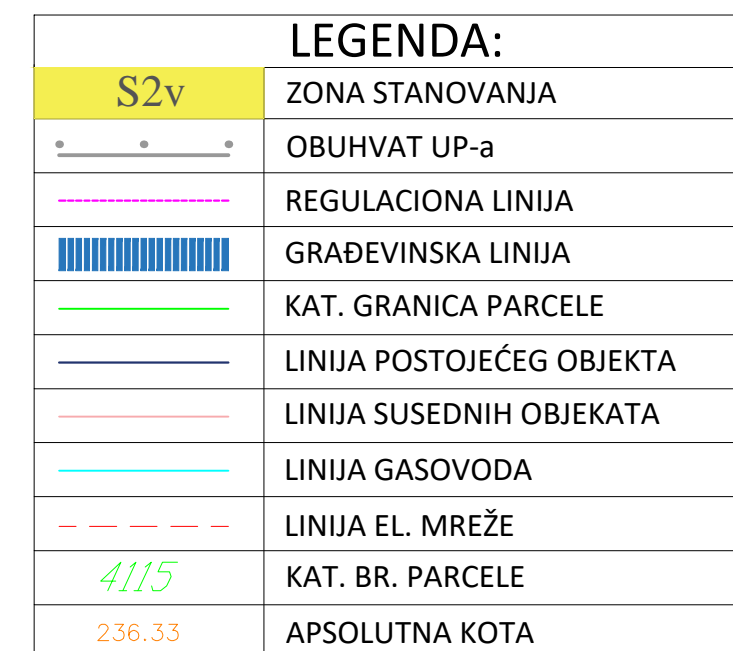 LEGENDA:
S2v ZONA STANOVANJA
OBUHVAT UP-a
REGULACIONA LINIJA
GRAĐEVINSKA LINIJA
KAT. GRANICA PARCELE
LINIJA POSTOJEĆEG OBJEKTA
LINIJA SUSEDNIH OBJEKATA
LINIJA GASOVODA
LINIJA EL. MREŽE
4115 KAT. BR. PARCELE
236.33 APSOLUTNA KOTA